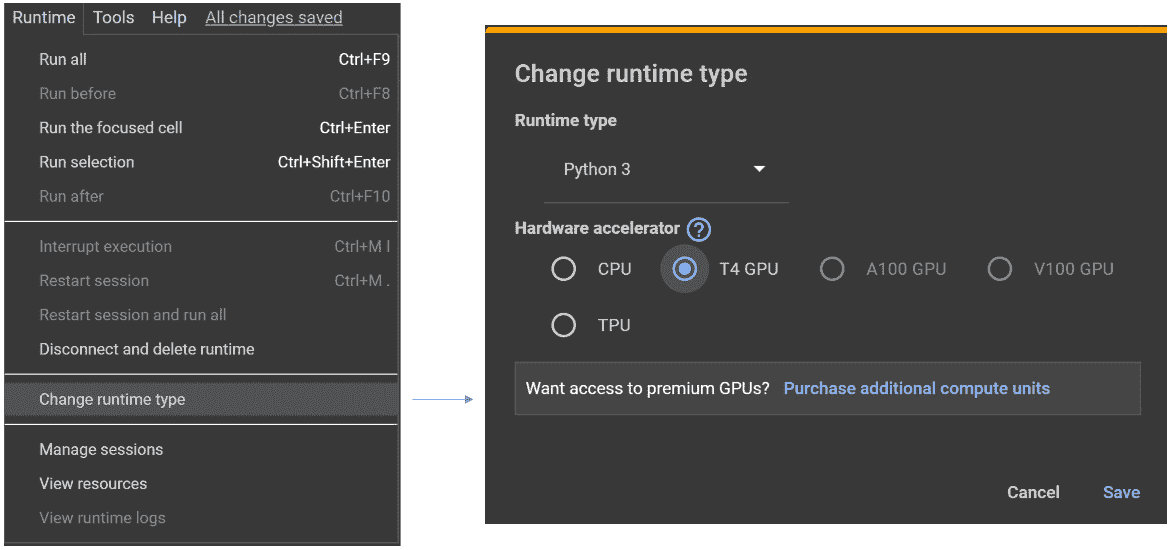 Runtime Tools Help All changes saved
Run all Ctrl+F9
Run before Ctrl+F8
Run the focused cell Ctrl+Enter
Run selection Ctrl+Shift+Enter
Run after Ctrl+F10
Interrupt execution Ctrl+M I
Restart session Ctrl+M .
Restart session and run all
Disconnect and delete runtime
Change runtime type
Manage sessions
View resources
View runtime logs
Change runtime type
Runtime type
Python 3
Hardware accelerator ?
CPU T4 GPU A100 GPU V100 GPU
TPU
Want access to premium GPUs? Purchase additional compute units
Cancel Save